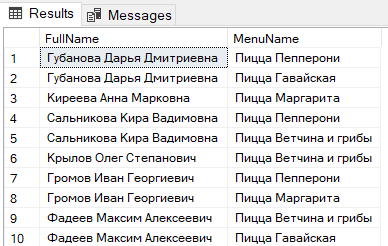 Results Messages
FullName MenuName
1 Губанова Дарья Дмитриевна Пицца Пепперони
2 Губанова Дарья Дмитриевна Пицца Гавайская
3 Киреева Анна Марковна Пицца Маргарита
4 Сальникова Кира Вадимовна Пицца Пепперони
5 Сальникова Кира Вадимовна Пицца Ветчина и грибы
6 Крылов Олег Степанович Пицца Ветчина и грибы
7 Громов Иван Георгиевич Пицца Пепперони
8 Громов Иван Георгиевич Пицца Маргарита
9 Фадеев Максим Алексеевич Пицца Ветчина и грибы
10 Фадеев Максим Алексеевич Пицца Гавайская